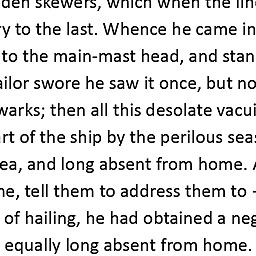 den skewers, which when the
y to the last. Whence he came in
to the main-mast head, and stan
ailor swore he saw it once, but no
warks; then all this desolate vacui
rt of the ship by the perilous seas
ea, and long absent from home.
ne, tell them to address them to -
of hailing, he had obtained a neg
equally long absent from home.